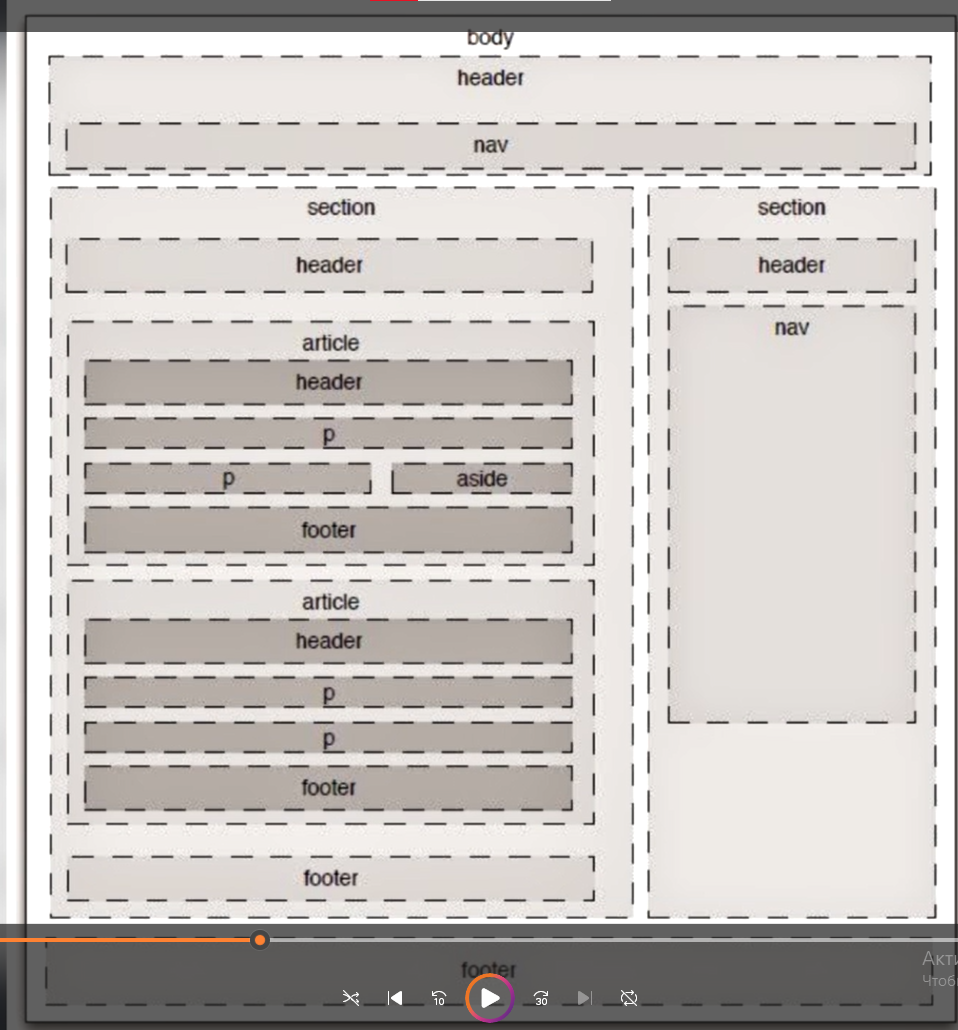 body
header
nav
section
header
article
header
p
p
aside
footer
article
header
p
p
footer
footer
section
header
nav
footer
Акти
Чтобы
10
30